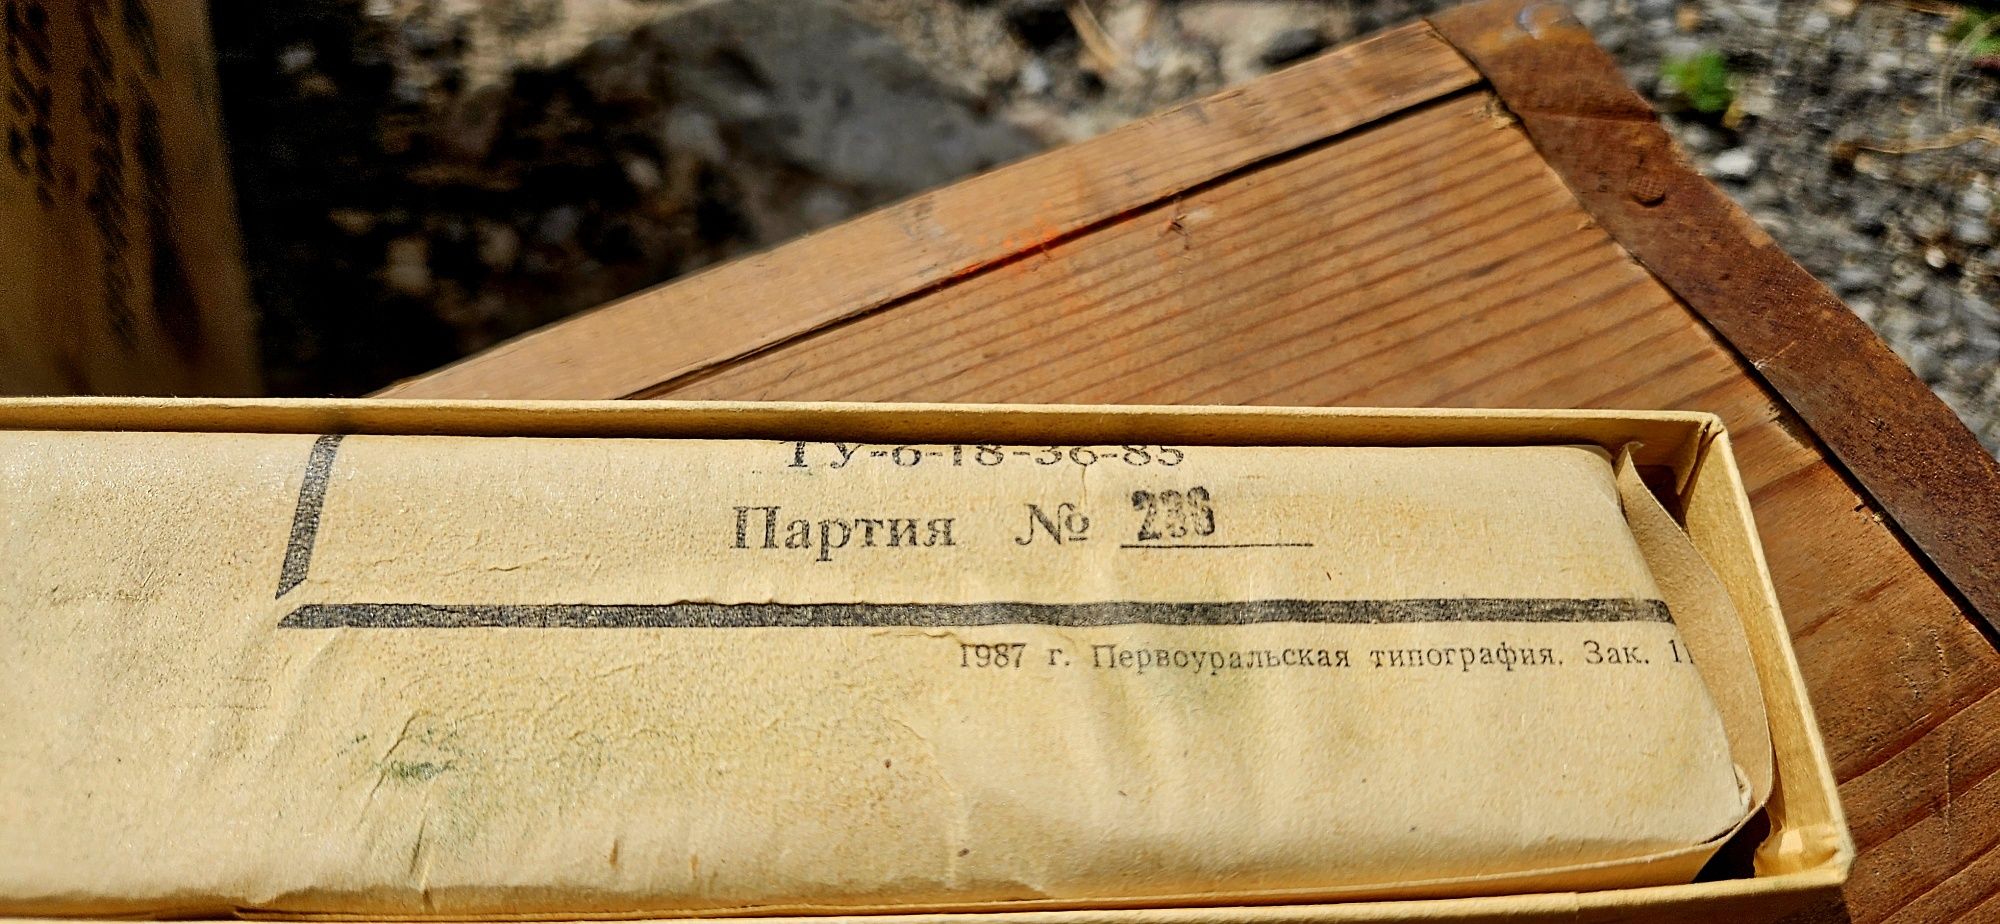 ТУ-6-18-36-85
Партия № 236
1987 г. Первоуральская типография. Зак.